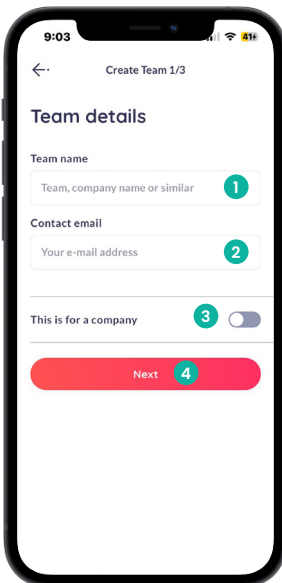 9:03
41
Create Team 1/3
Team details
Team name
Team, company name or similar 1
Contact email
Your e-mail address 2
This is for a company 3
Next 4